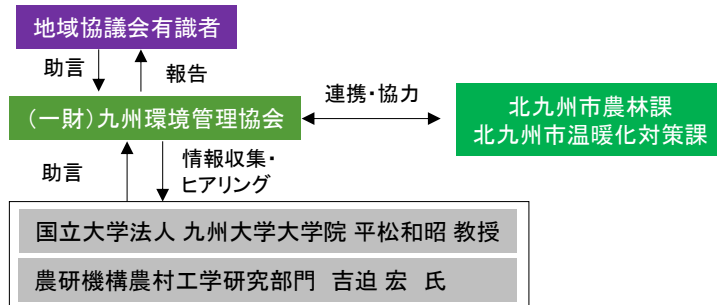 地域協議会有識者
助言
報告
連携・協力
(一財)九州環境管理協会
北九州市農林課
北九州市温暖化対策課
助言
情報収集・
ヒアリング
国立大学法人 九州大学大学院 平松和昭 教授
農研機構農村工学研究部門 吉迫 宏 氏